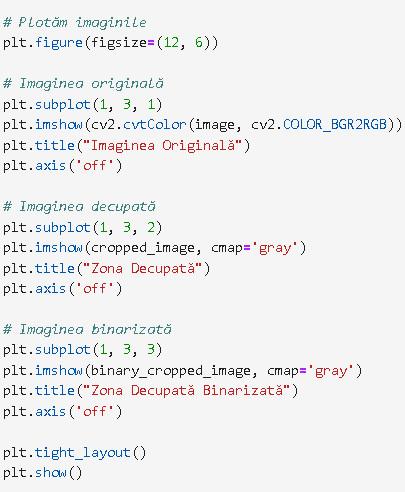 # Plotăm imaginile
plt.figure(figsize=(12, 6))
# Imaginea originală
plt.subplot(1, 3, 1)
plt.imshow(cv2.cvtColor(image, cv2.COLOR_BGR2RGB))
plt.title("Imaginea Originală")
plt.axis('off')
# Imaginea decupată
plt.subplot(1, 3, 2)
plt.imshow(cropped_image, cmap='gray')
plt.title("Zona Decupată")
plt.axis('off')
# Imaginea binarizată
plt.subplot(1, 3, 3)
plt.imshow(binary_cropped_image, cmap='gray')
plt.title("Zona Decupată Binarizată")
plt.axis('off')
plt.tight_layout()
plt.show()